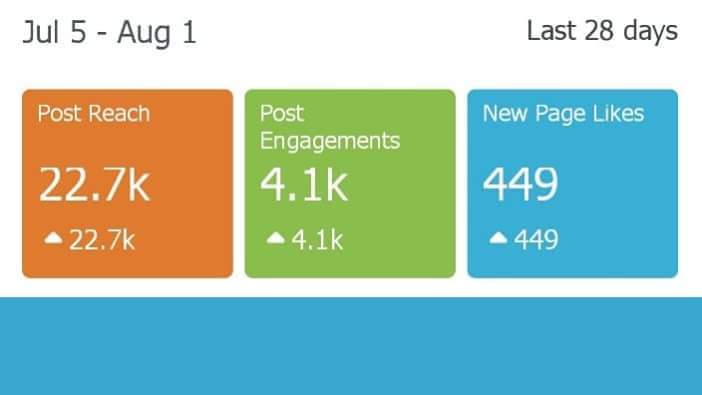 Jul 5 - Aug 1
Last 28 days
Post Reach
22.7k
22.7k
Post
Engagements
4.1k
4.1k
New Page Likes
449
449